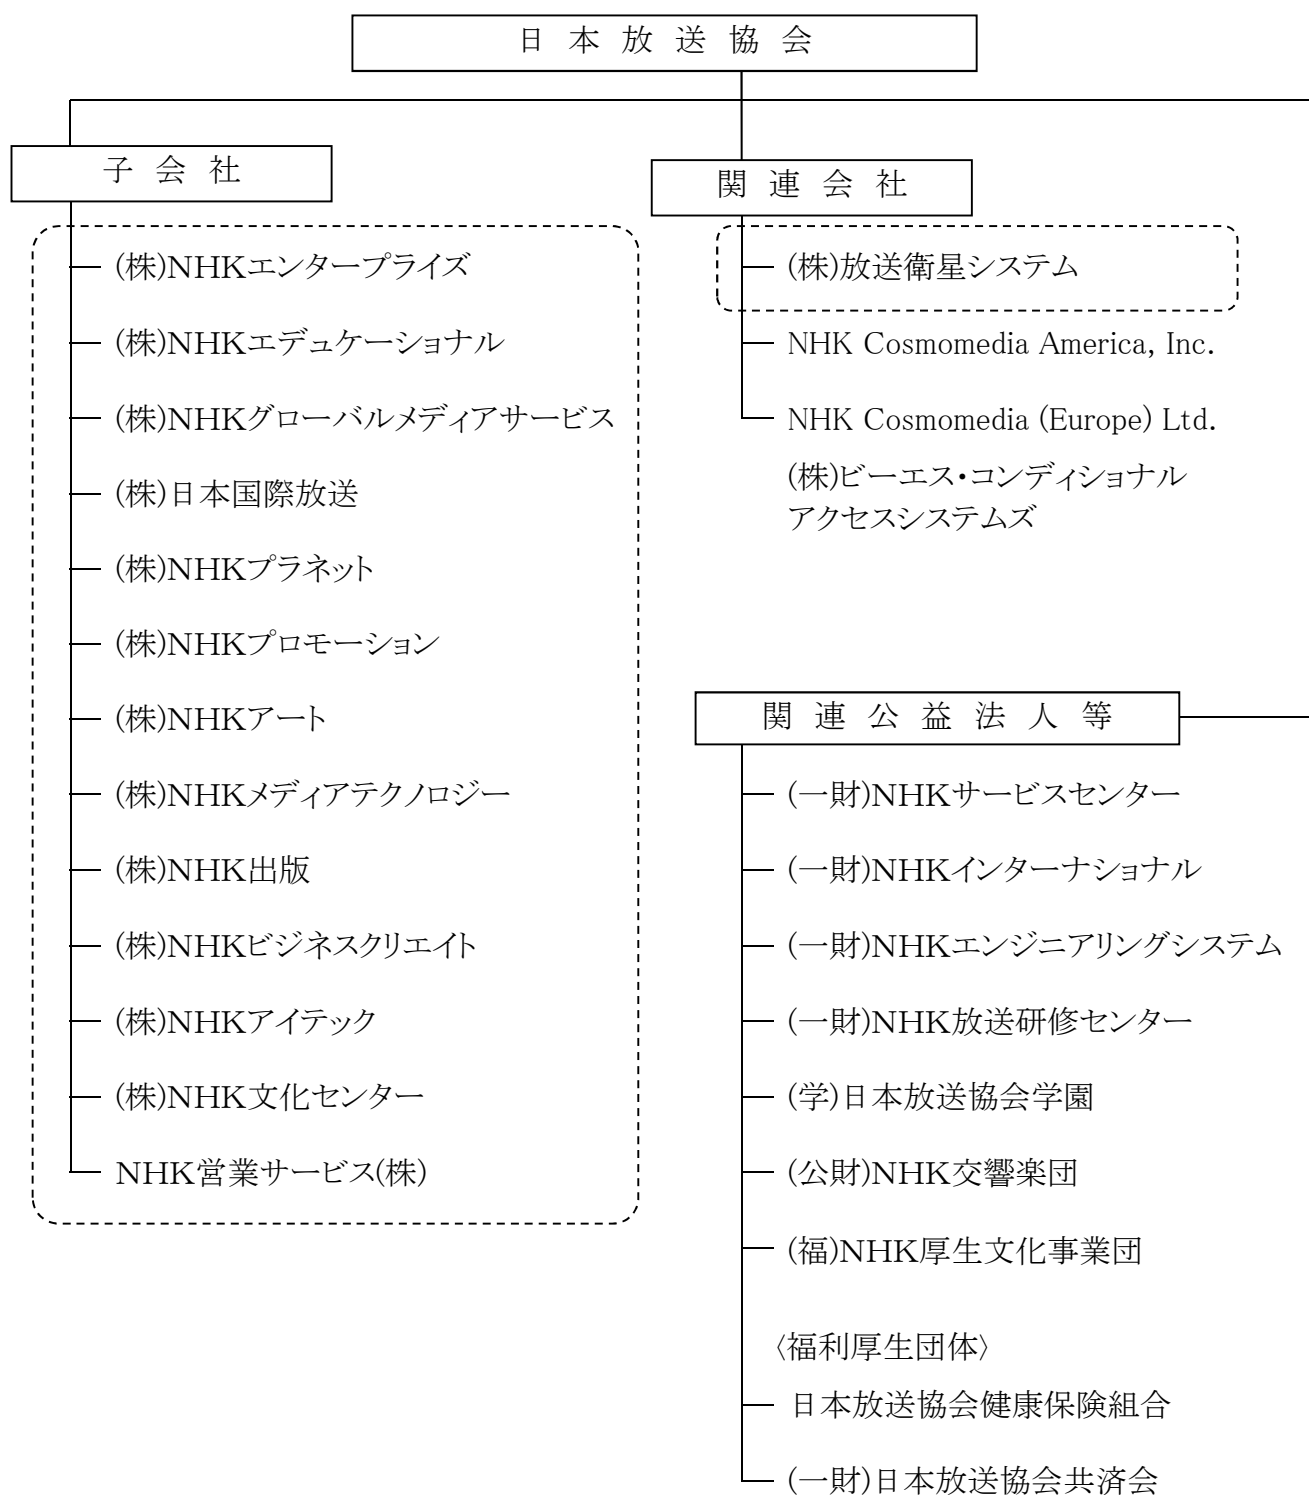 日本放送協会
子会社
(株)NHKエンタープライズ
(株)NHKエデュケーショナル
(株)NHKグローバルメディアサービス
(株)日本国際放送
(株)NHKプラネット
(株)NHKプロモーション
(株)NHKアート
(株)NHKメディアテクノロジー
(株)NHK出版
(株)NHKビジネスクリエイト
(株)NHKアイテック
(株)NHK文化センター
NHK営業サービス(株)
関連会社
(株)放送衛星システム
NHK Cosmomedia America, Inc.
NHK Cosmomedia (Europe) Ltd.
(株)ビーエス・コンディショナル
アクセスシステムズ
関連公益法人等
(一財)NHKサービスセンター
(一財)NHKインターナショナル
(一財)NHKエンジニアリングシステム
(一財)NHK放送研修センター
(学)日本放送協会学園
(公財)NHK交響楽団
(福)NHK厚生文化事業団
〈福利厚生団体〉
日本放送協会健康保険組合
(一財)日本放送協会共済会